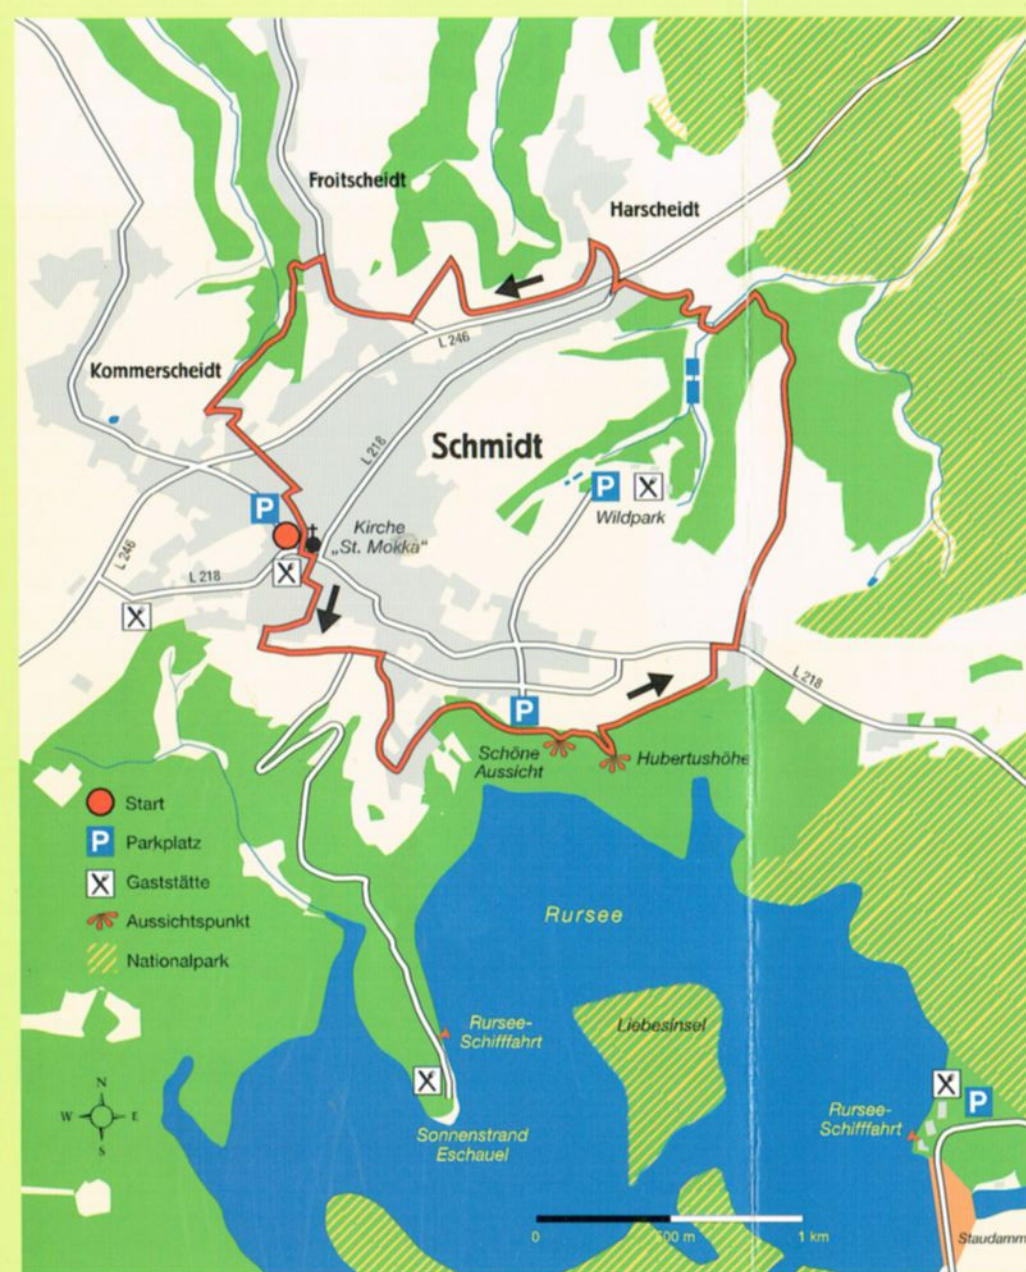 Froitscheidt
Harscheidt
L 246
Kommerscheidt
Schmidt
L 218
P
P
Wildpark
Kirche
„St. Mokka“
L 246
L 218
L 218
P
Schöne
Aussicht
Hubertushöhe
Start
P Parkplatz
Gaststätte
Aussichtspunkt
Nationalpark
Rursee
Liebesinsel
Rursee-
Schifffahrt
N
W E
S
Sonnenstrand
Eschauel
P
Rursee-
Schifffahrt
0 500 m 1 km
Staudamm